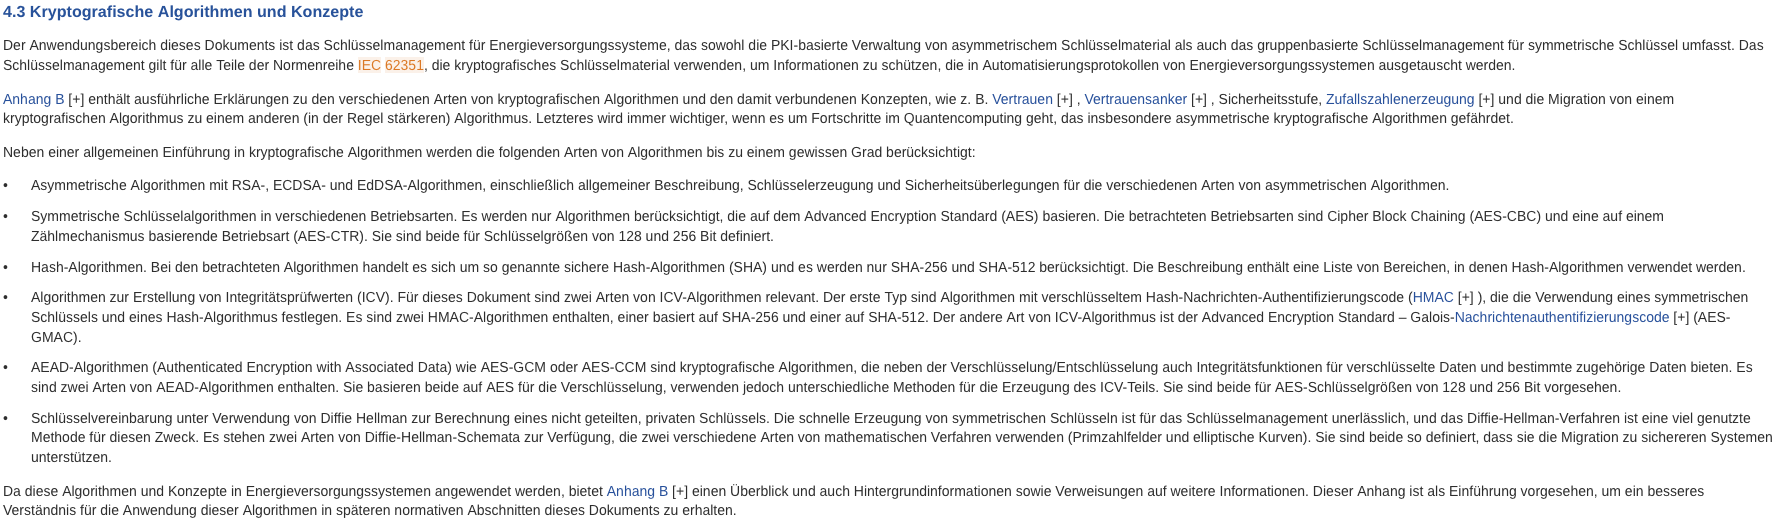 4.3 Kryptografische Algorithmen und Konzepte
Der Anwendungsbereich dieses Dokuments ist das Schlüsselmanagement für Energieversorgungssysteme, das sowohl die PKI-basierte Verwaltung von asymmetrischem Schlüsselmaterial als auch das gruppenbasierte Schlüsselmanagement für symmetrische Schlüssel umfasst. Das
Schlüsselmanagement gilt für alle Teile der Normenreihe IEC 62351, die kryptografisches Schlüsselmaterial verwenden, um Informationen zu schützen, die in Automatisierungsprotokollen von Energieversorgungssystemen ausgetauscht werden.
Anhang B [+] enthält ausführliche Erklärungen zu den verschiedenen Arten von kryptografischen Algorithmen und den damit verbundenen Konzepten, wie z. B. Vertrauen [+] , Vertrauensanker [+] , Sicherheitsstufe, Zufallszahlenerzeugung [+] und die Migration von einem
kryptografischen Algorithmus zu einem anderen (in der Regel stärkeren) Algorithmus. Letzteres wird immer wichtiger, wenn es um Fortschritte im Quantencomputing geht, das insbesondere asymmetrische kryptografische Algorithmen gefährdet.
Neben einer allgemeinen Einführung in kryptografische Algorithmen werden die folgenden Arten von Algorithmen bis zu einem gewissen Grad berücksichtigt:
• Asymmetrische Algorithmen mit RSA-, ECDSA- und EdDSA-Algorithmen, einschließlich allgemeiner Beschreibung, Schlüsselerzeugung und Sicherheitsüberlegungen für die verschiedenen Arten von asymmetrischen Algorithmen.
• Symmetrische Schlüsselalgorithmen in verschiedenen Betriebsarten. Es werden nur Algorithmen berücksichtigt, die auf dem Advanced Encryption Standard (AES) basieren. Die betrachteten Betriebsarten sind Cipher Block Chaining (AES-CBC) und eine auf einem
Zählmechanismus basierende Betriebsart (AES-CTR). Sie sind beide für Schlüsselgrößen von 128 und 256 Bit definiert.
• Hash-Algorithmen. Bei den betrachteten Algorithmen handelt es sich um so genannte sichere Hash-Algorithmen (SHA) und es werden nur SHA-256 und SHA-512 berücksichtigt. Die Beschreibung enthält eine Liste von Bereichen, in denen Hash-Algorithmen verwendet werden.
• Algorithmen zur Erstellung von Integritätsprüfwerten (ICV). Für dieses Dokument sind zwei Arten von ICV-Algorithmen relevant. Der erste Typ sind Algorithmen mit verschlüsseltem Hash-Nachrichten-Authentifizierungscode (HMAC [+] ), die die Verwendung eines symmetrischen
Schlüssels und eines Hash-Algorithmus festlegen. Es sind zwei HMAC-Algorithmen enthalten, einer basiert auf SHA-256 und einer auf SHA-512. Der andere Art von ICV-Algorithmus ist der Advanced Encryption Standard – Galois-Nachrichtenauthentifizierungscode [+] (AES-
GMAC).
• AEAD-Algorithmen (Authenticated Encryption with Associated Data) wie AES-GCM oder AES-CCM sind kryptografische Algorithmen, die neben der Verschlüsselung/Entschlüsselung auch Integritätsfunktionen für verschlüsselte Daten und bestimmte zugehörige Daten bieten. Es
sind zwei Arten von AEAD-Algorithmen enthalten. Sie basieren beide auf AES für die Verschlüsselung, verwenden jedoch unterschiedliche Methoden für die Erzeugung des ICV-Teils. Sie sind beide für AES-Schlüsselgrößen von 128 und 256 Bit vorgesehen.
• Schlüsselvereinbarung unter Verwendung von Diffie Hellman zur Berechnung eines nicht geteilten, privaten Schlüssels. Die schnelle Erzeugung von symmetrischen Schlüsseln ist für das Schlüsselmanagement unerlässlich, und das Diffie-Hellman-Verfahren ist eine viel genutzte
Methode für diesen Zweck. Es stehen zwei Arten von Diffie-Hellman-Schemata zur Verfügung, die zwei verschiedene Arten von mathematischen Verfahren verwenden (Primzahlfelder und elliptische Kurven). Sie sind beide so definiert, dass sie die Migration zu sichereren Systemen
unterstützen.
Da diese Algorithmen und Konzepte in Energieversorgungssystemen angewendet werden, bietet Anhang B [+] einen Überblick und auch Hintergrundinformationen sowie Verweisungen auf weitere Informationen. Dieser Anhang ist als Einführung vorgesehen, um ein besseres
Verständnis für die Anwendung dieser Algorithmen in späteren normativen Abschnitten dieses Dokuments zu erhalten.